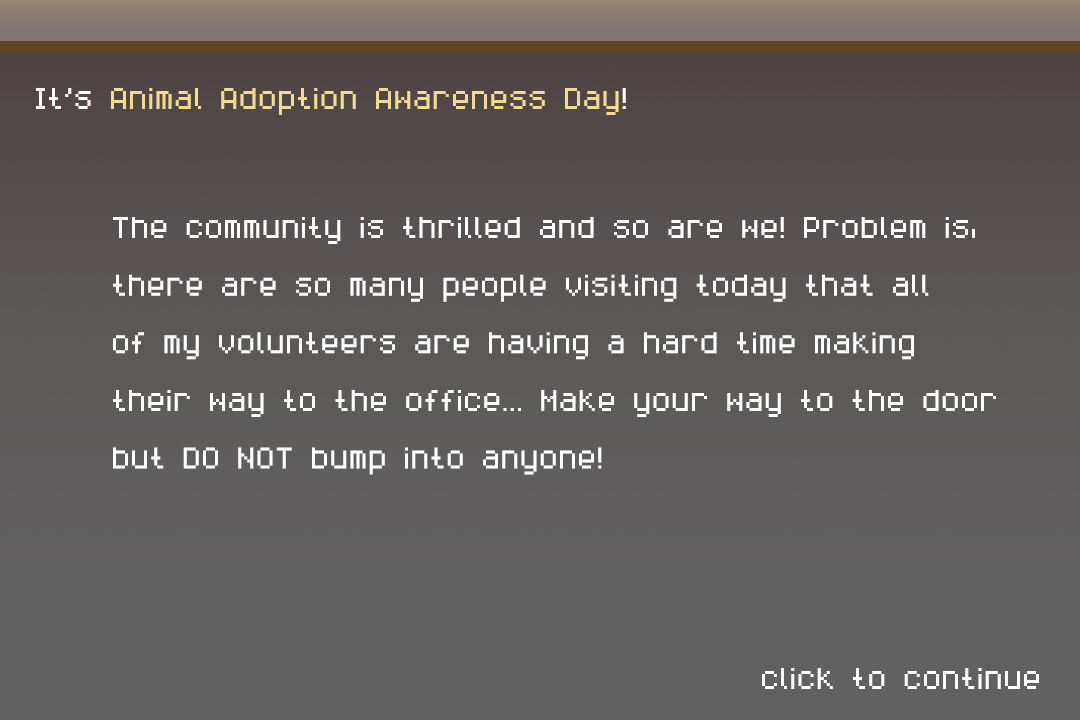 It's Animal Adoption Awareness Day!
The community is thrilled and so are we! Problem is,
there are so many people visiting today that all
of my volunteers are having a hard time making
their way to the office... Make your way to the door
but DO NOT bump into anyone!
click to continue